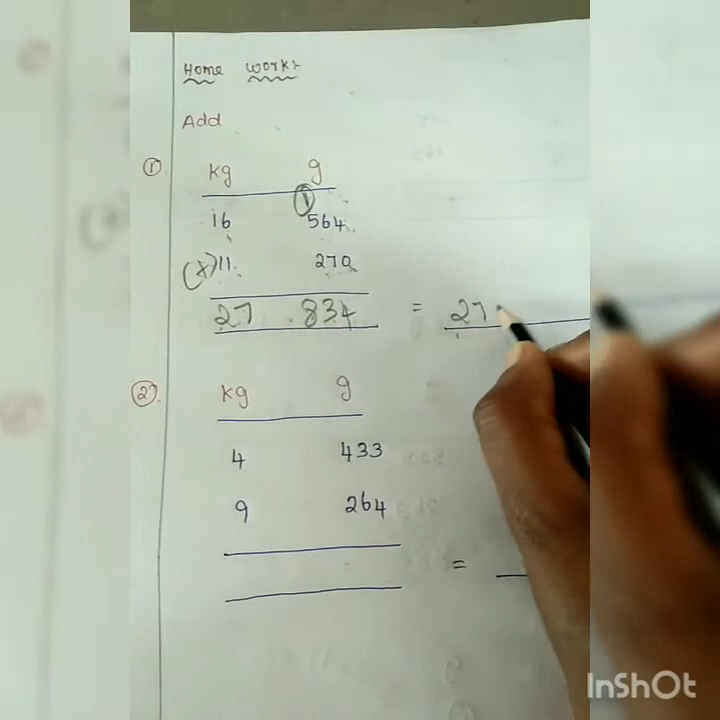 Home works
Add
1. kg g
1
16 564
(+) 11 270
27 834 = 27
2. kg g
4 433
9 264
=
InShOt